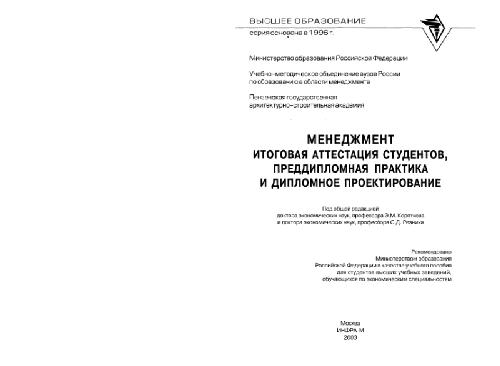 ВЫСШЕЕ ОБРАЗОВАНИЕ
серия основана в 1996 г.
Министерство образования Российской Федерации
Учебно-методическое объединение вузов России
по образованию в области менеджмента
Пензенская государственная
архитектурно-строительная академия
МЕНЕДЖМЕНТ
ИТОГОВАЯ АТТЕСТАЦИЯ СТУДЕНТОВ,
ПРЕДДИПЛОМНАЯ ПРАКТИКА
И ДИПЛОМНОЕ ПРОЕКТИРОВАНИЕ
Под общей редакцией
доктора экономических наук, профессора Э.М. Короткова
и доктора экономических наук, профессора С.Д. Резника
Рекомендовано
Министерством образования
Российской Федерации в качестве учебного пособия
для студентов высших учебных заведений,
обучающихся по экономическим специальностям
Москва
ИНФРА-М
2003